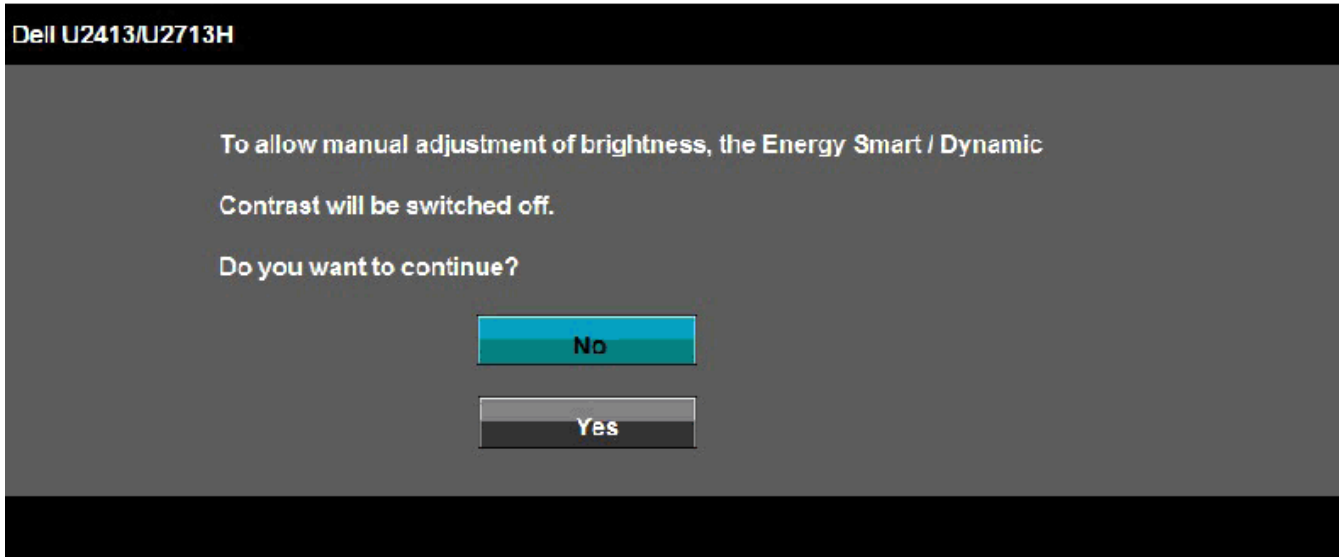 Dell U2413/U2713H
To allow manual adjustment of brightness, the Energy Smart / Dynamic
Contrast will be switched off.
Do you want to continue?
No
Yes